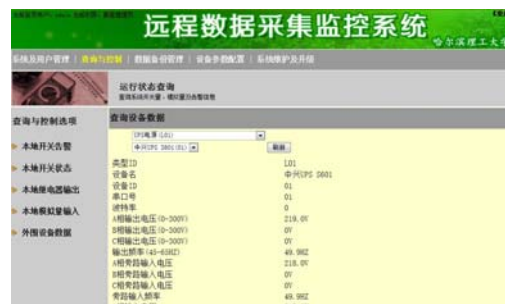 远程数据采集监控系统
哈尔滨理工大学
系统及用户管理 | 查询与控制 | 数据备份管理 | 设备参数配置 | 系统维护及升级
运行状态查询
查询与控制选项
查询设备数据
UPS电源(L01)
中兴UPS S801(01)
刷新
本地开关告警
本地开关状态
本地继电器输出
本地模拟量输入
外围设备数据
类型ID L01
设备名 中兴UPS S801
设备ID 01
串口号 01
波特率 0
A相输出电压(0-300V) 219.0V
B相输出电压(0-300V) 0V
C相输出电压(0-300V) 0V
输出频率(45-65HZ) 49.9HZ
A相旁路输入电压 218.0V
B相旁路输入电压 0V
C相旁路输入电压 0V
旁路输入频率 49.9HZ